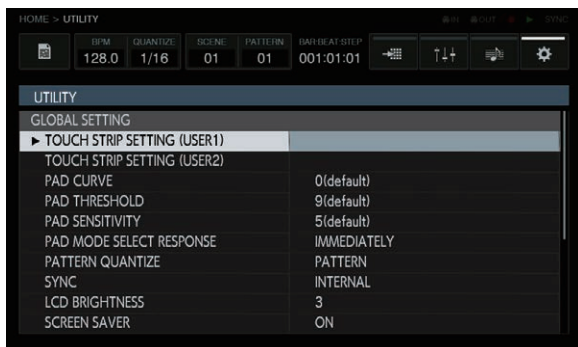 HOME > UTILITY
IN OUT SYNC
BPM QUANTIZE SCENE PATTERN BAR·BEAT·STEP
128.0 1/16 01 01 001:01:01
UTILITY
GLOBAL SETTING
TOUCH STRIP SETTING (USER1)
TOUCH STRIP SETTING (USER2)
PAD CURVE 0(default)
PAD THRESHOLD 9(default)
PAD SENSITIVITY 5(default)
PAD MODE SELECT RESPONSE IMMEDIATELY
PATTERN QUANTIZE PATTERN
SYNC INTERNAL
LCD BRIGHTNESS 3
SCREEN SAVER ON